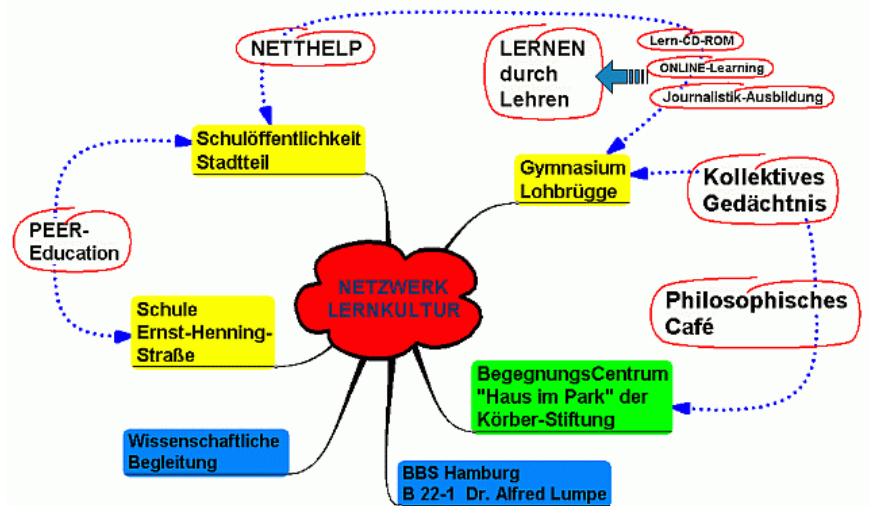 NETTHELP
LERNEN
durch
Lehren
Lern-CD-ROM
ONLINE-Learning
Journalistik-Ausbildung
Schulöffentlichkeit
Stadtteil
Gymnasium
Lohbrügge
Kollektives
Gedächtnis
PEER-
Education
NETZWERK
LERNKULTUR
Schule
Ernst-Henning-
Straße
Philosophisches
Café
BegegnungsCentrum
"Haus im Park" der
Körber-Stiftung
Wissenschaftliche
Begleitung
BBS Hamburg
B 22-1 Dr. Alfred Lumpe